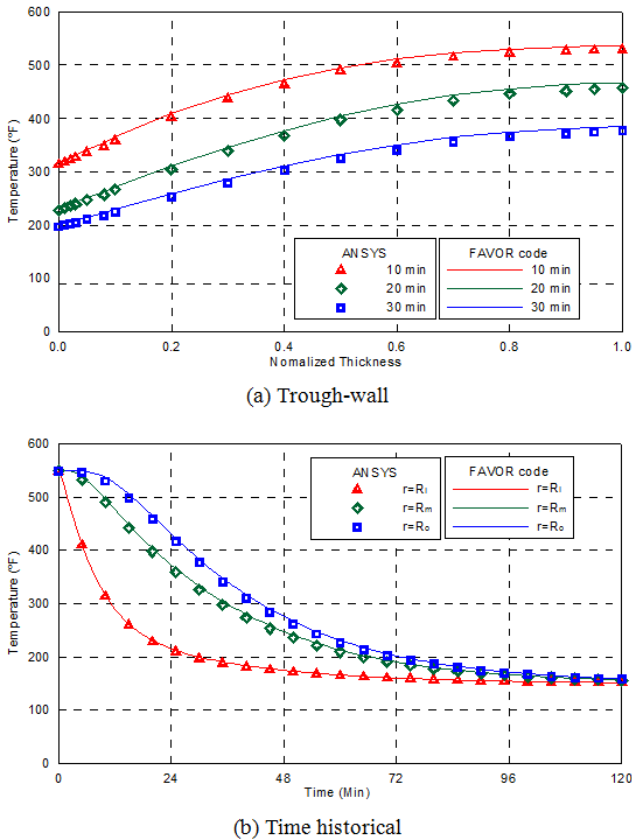 600
500
400
300
200
100
0
Temperature (°F)
ANSYS
10 min
20 min
30 min
FAVOR code
10 min
20 min
30 min
0.0 0.2 0.4 0.6 0.8 1.0
Nomalized Thickness
(a) Trough-wall
600
500
400
300
200
100
0
Temperature (°F)
ANSYS
r=Rᵢ
r=Rₘ
r=Rₒ
FAVOR code
r=Rᵢ
r=Rₘ
r=Rₒ
0 24 48 72 96 120
Time (Min)
(b) Time historical